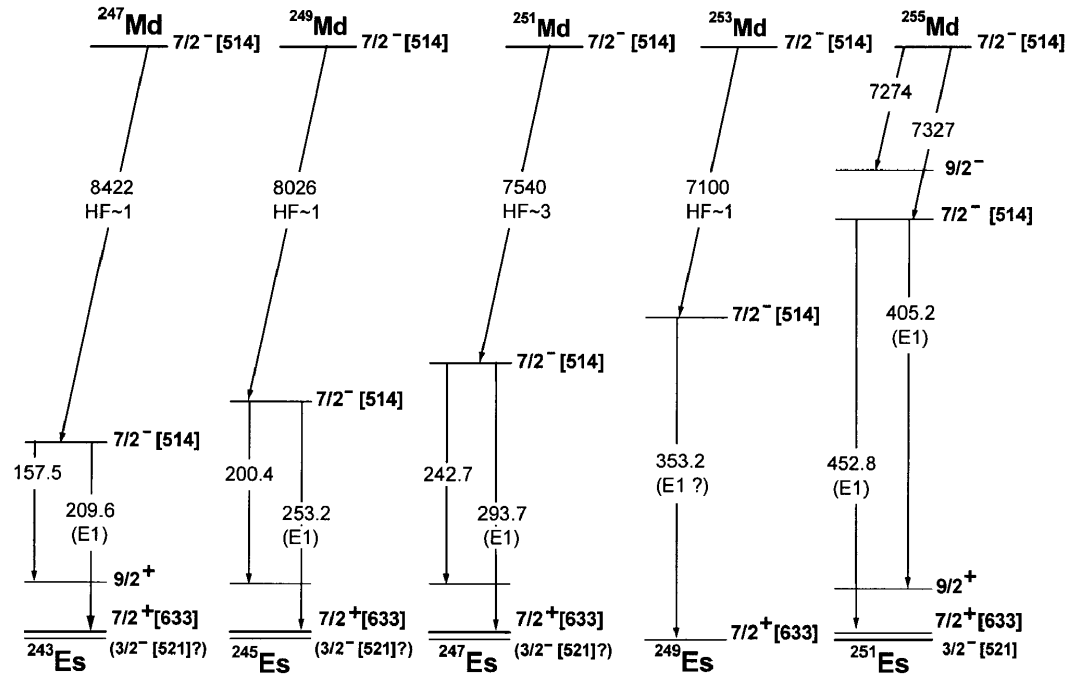 ²⁴⁷Md
7/2⁻ [514]
8422
HF~1
7/2⁻ [514]
157.5
209.6
(E1)
9/2⁺
7/2⁺[633]
(3/2⁻ [521]?)
²⁴³Es
²⁴⁹Md
7/2⁻ [514]
8026
HF~1
7/2⁻ [514]
200.4
253.2
(E1)
7/2⁺[633]
(3/2⁻ [521]?)
²⁴⁵Es
²⁵¹Md
7/2⁻ [514]
7540
HF~3
7/2⁻ [514]
242.7
293.7
(E1)
7/2⁺[633]
(3/2⁻ [521]?)
²⁴⁷Es
²⁵³Md
7/2⁻ [514]
7100
HF~1
7/2⁻ [514]
353.2
(E1 ?)
7/2⁺[633]
²⁴⁹Es
²⁵⁵Md
7/2⁻ [514]
7274
7327
9/2⁻
7/2⁻ [514]
405.2
(E1)
452.8
(E1)
9/2⁺
7/2⁺[633]
3/2⁻ [521]
²⁵¹Es